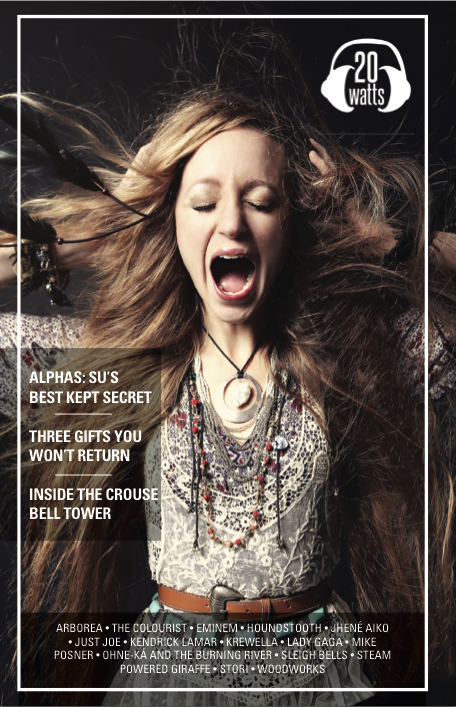 20
watts
ALPHAS: SU'S
BEST KEPT SECRET
THREE GIFTS YOU
WON'T RETURN
INSIDE THE CROUSE
BELL TOWER
ARBOREA • THE COLOURIST • EMINEM • HOUNDSTOOTH • JHENÉ AIKO
• JUST JOE • KENDRICK LAMAR • KREWELLA • LADY GAGA • MIKE
POSNER • OHNE-KA AND THE BURNING RIVER • SLEIGH BELLS • STEAM
POWERED GIRAFFE • STORI • WOODWORKS